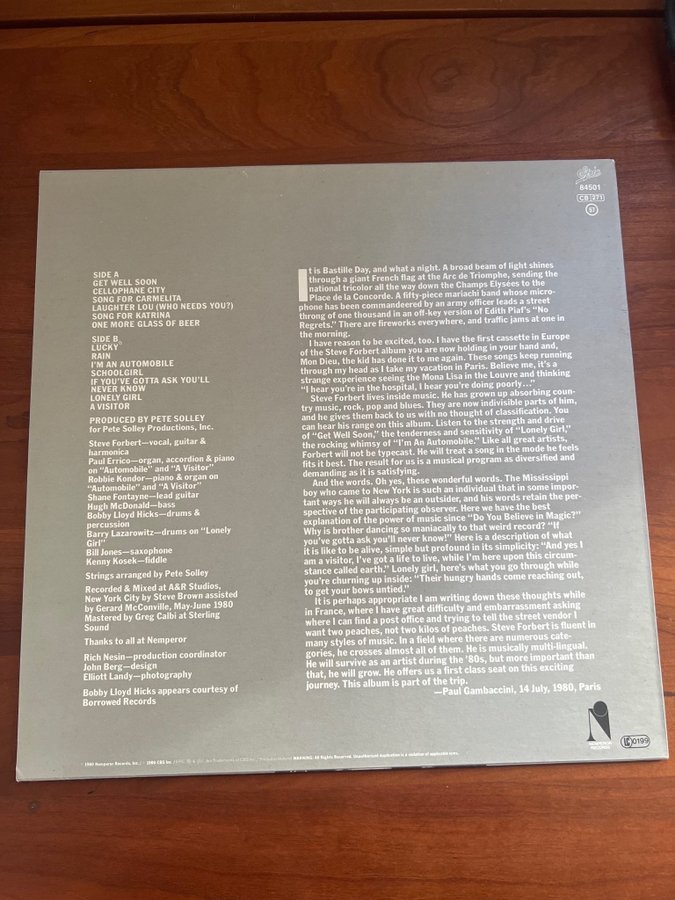 Epic
84501
CB 271
57
SIDE A
GET WELL SOON
CELLOPHANE CITY
SONG FOR CARMELITA
LAUGHTER LOU (WHO NEEDS YOU?)
SONG FOR KATRINA
ONE MORE GLASS OF BEER
SIDE B
LUCKY
RAIN
I'M AN AUTOMOBILE
SCHOOLGIRL
IF YOU'VE GOTTA ASK YOU'LL
NEVER KNOW
LONELY GIRL
A VISITOR
PRODUCED BY PETE SOLLEY
for Pete Solley Productions, Inc.
Steve Forbert—vocal, guitar &
harmonica
Paul Errico—organ, accordion & piano
on “Automobile” and “A Visitor”
Robbie Kondor—piano & organ on
“Automobile” and “A Visitor”
Shane Fontayne—lead guitar
Hugh McDonald—bass
Bobby Lloyd Hicks—drums &
percussion
Barry Lazarowitz—drums on “Lonely
Girl”
Bill Jones—saxophone
Kenny Kosek—fiddle
Strings arranged by Pete Solley
Recorded & Mixed at A&R Studios,
New York City by Steve Brown assisted
by Gerard McConville, May-June 1980
Mastered by Greg Calbi at Sterling
Sound
Thanks to all at Nemperor
Rich Nesin—production coordinator
John Berg—design
Elliott Landy—photography
Bobby Lloyd Hicks appears courtesy of
Borrowed Records
It is Bastille Day, and what a night. A broad beam of light shines
through a giant French flag at the Arc de Triomphe, sending the
national tricolor all the way down the Champs Elysées to the
Place de la Concorde. A fifty-piece mariachi band whose micro-
phone has been commandeered by an army officer leads a street
throng of one thousand in an off-key version of Edith Piaf's “No
Regrets.” There are fireworks everywhere, and traffic jams at one in
the morning.
I have reason to be excited, too. I have the first cassette in Europe
of the Steve Forbert album you are now holding in your hand and,
Mon Dieu, the kid has done it to me again. These songs keep running
through my head as I take my vacation in Paris. Believe me, it's a
strange experience seeing the Mona Lisa in the Louvre and thinking
“I hear you're in the hospital, I hear you're doing poorly...”
Steve Forbert lives inside music. He has grown up absorbing coun-
try music, rock, pop and blues. They are now indivisible parts of him,
and he gives them back to us with no thought of classification. You
can hear his range on this album. Listen to the strength and drive
of “Get Well Soon,” the tenderness and sensitivity of “Lonely Girl,”
the rocking whimsy of “I'm An Automobile.” Like all great artists,
Forbert will not be typecast. He will treat a song in the mode he feels
fits it best. The result for us is a musical program as diversified and
demanding as it is satisfying.
And the words. Oh yes, these wonderful words. The Mississippi
boy who came to New York is such an individual that in some impor-
tant ways he will always be an outsider, and his words retain the per-
spective of the participating observer. Here we have the best
explanation of the power of music since “Do You Believe in Magic?”
Why is brother dancing so maniacally to that weird record? “If
you've gotta ask you'll never know!” Here is a description of what
it is like to be alive, simple but profound in its simplicity: “And yes I
am a visitor, I've got a life to live, while I'm here upon this circum-
stance called earth.” Lonely girl, here's what you go through while
you're churning up inside: “Their hungry hands come reaching out,
to get your bows untied.”
It is perhaps appropriate I am writing down these thoughts while
in France, where I have great difficulty and embarrassment asking
where I can find a post office and trying to tell the street vendor I
want two peaches, not two kilos of peaches. Steve Forbert is fluent in
many styles of music. In a field where there are numerous cate-
gories, he crosses almost all of them. He is musically multi-lingual.
He will survive as an artist during the '80s, but more important than
that, he will grow. He offers us a first class seat on this exciting
journey. This album is part of the trip.
—Paul Gambaccini, 14 July, 1980, Paris
NEMPEROR
RECORDS
LC 0199
1980 Nemperor Records, Inc./ 1980 CBS Inc./ WARNING: All Rights Reserved. Unauthorized duplication is a violation of applicable laws.